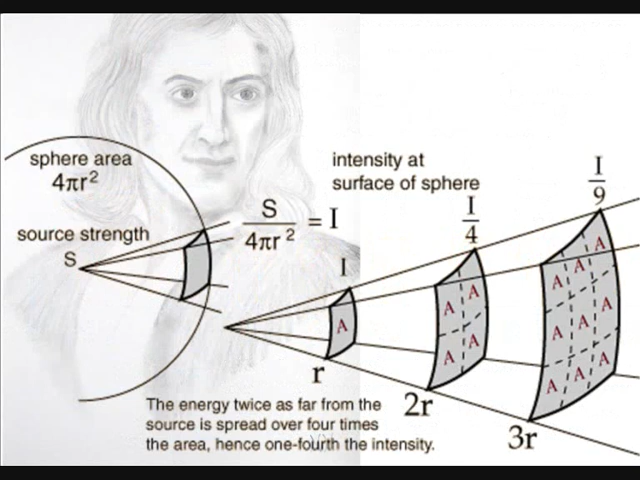 sphere area
4πr²
source strength
S
S/4πr² = I
intensity at
surface of sphere
I
I/4
I/9
A
A A
A A
A A A
A A A
A A A
r
2r
3r
The energy twice as far from the
source is spread over four times
the area, hence one-fourth the intensity.